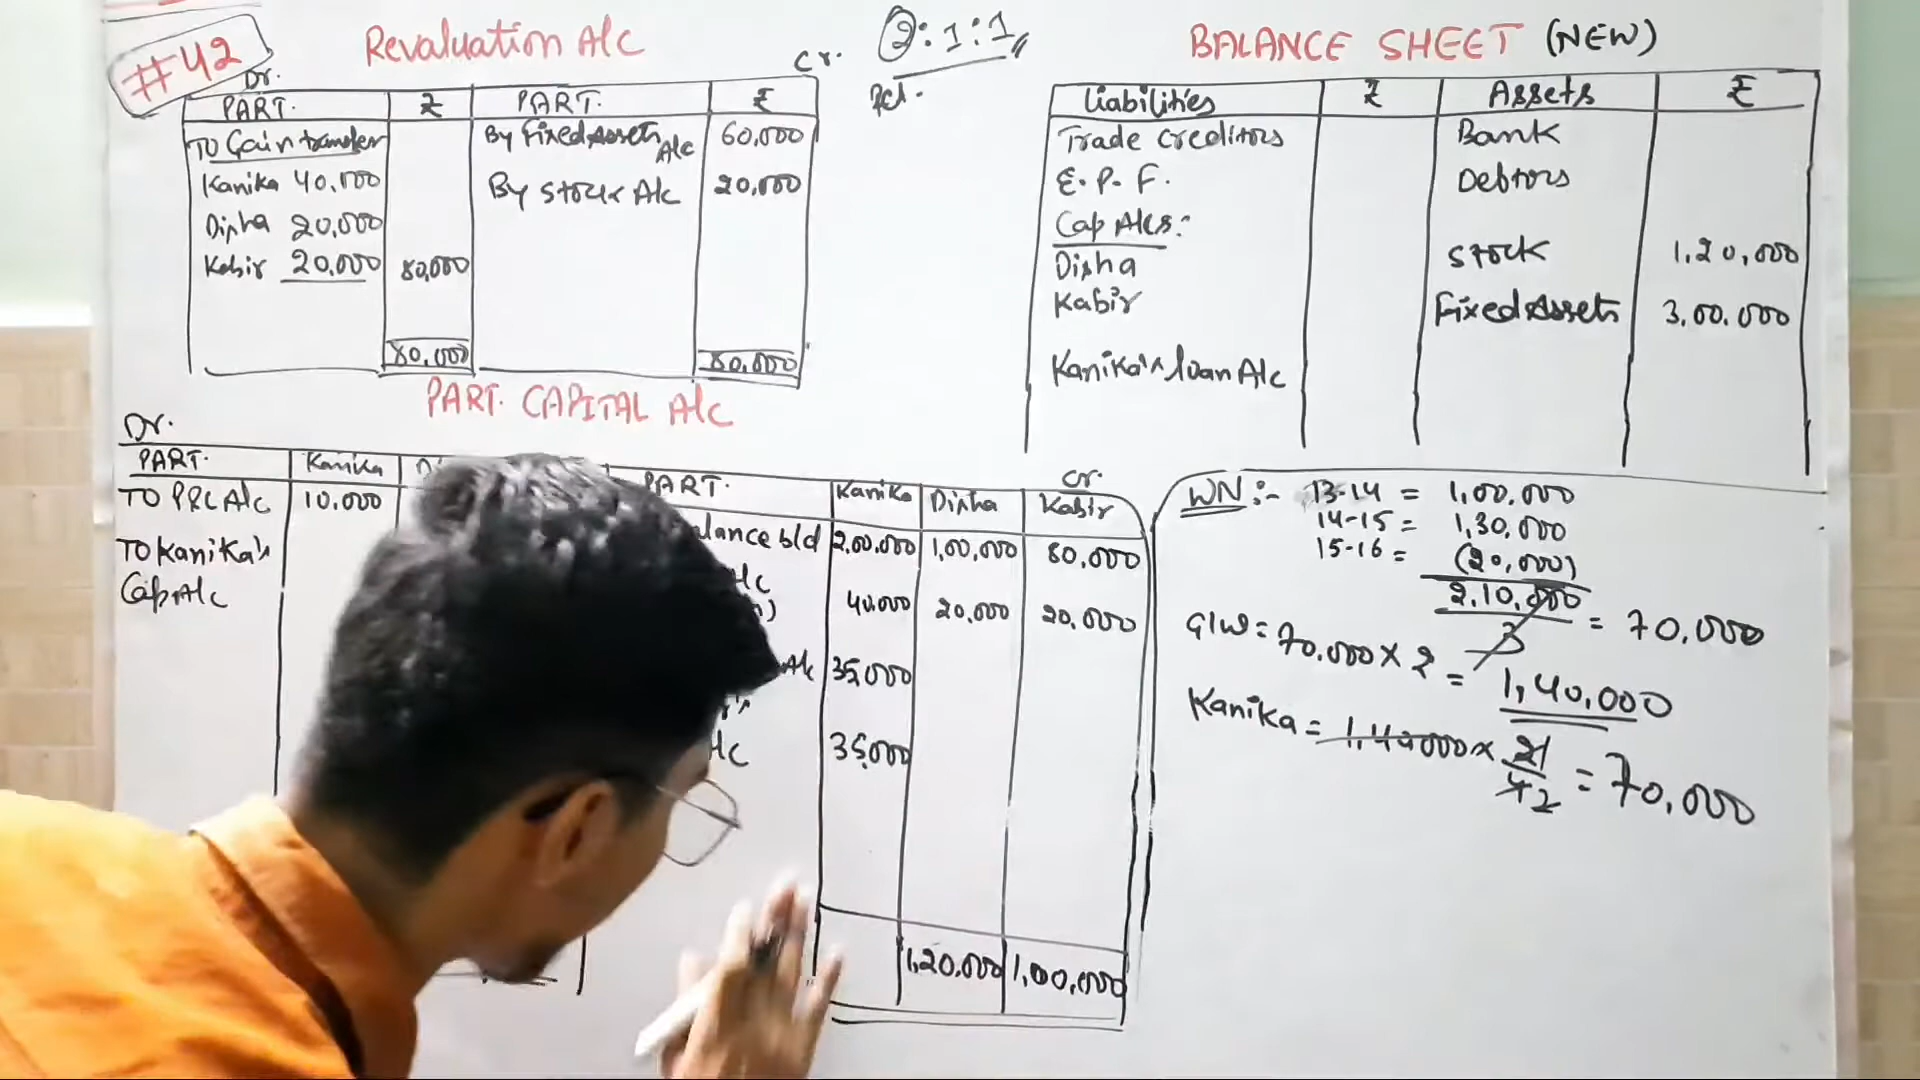 #42
Revaluation A/c
2:1:1
BALANCE SHEET (NEW)
Dr. Cr.
PART. ₹ PART. ₹
To Gain transfer By Fixed Assets A/c 60,000
Kanika 40,000 By Stock A/c 20,000
Disha 20,000
Kabir 20,000 80,000
80,000 80,000
Liabilities ₹ Assets ₹
Trade Creditors Bank
E.P.F. Debtors
Cap A/cs:
Disha Stock 1,20,000
Kabir Fixed Assets 3,00,000
Kanika's loan A/c
PART. CAPITAL A/c
Dr. Cr.
PART. Kanika PART. Kanika Disha Kabir
TO P&L A/c 10,000 2,00,000 1,00,000 80,000
To Kanika's 40,000 20,000 20,000
Cap A/c
35,000
35,000
1,20,000 1,00,000
WN:- 13-14 = 1,00,000
14-15 = 1,30,000
15-16 = (20,000)
2,10,000 / 3 = 70,000
G/W = 70,000 × 2 = 1,40,000
Kanika = 1,40,000 × 2/4 = 70,000